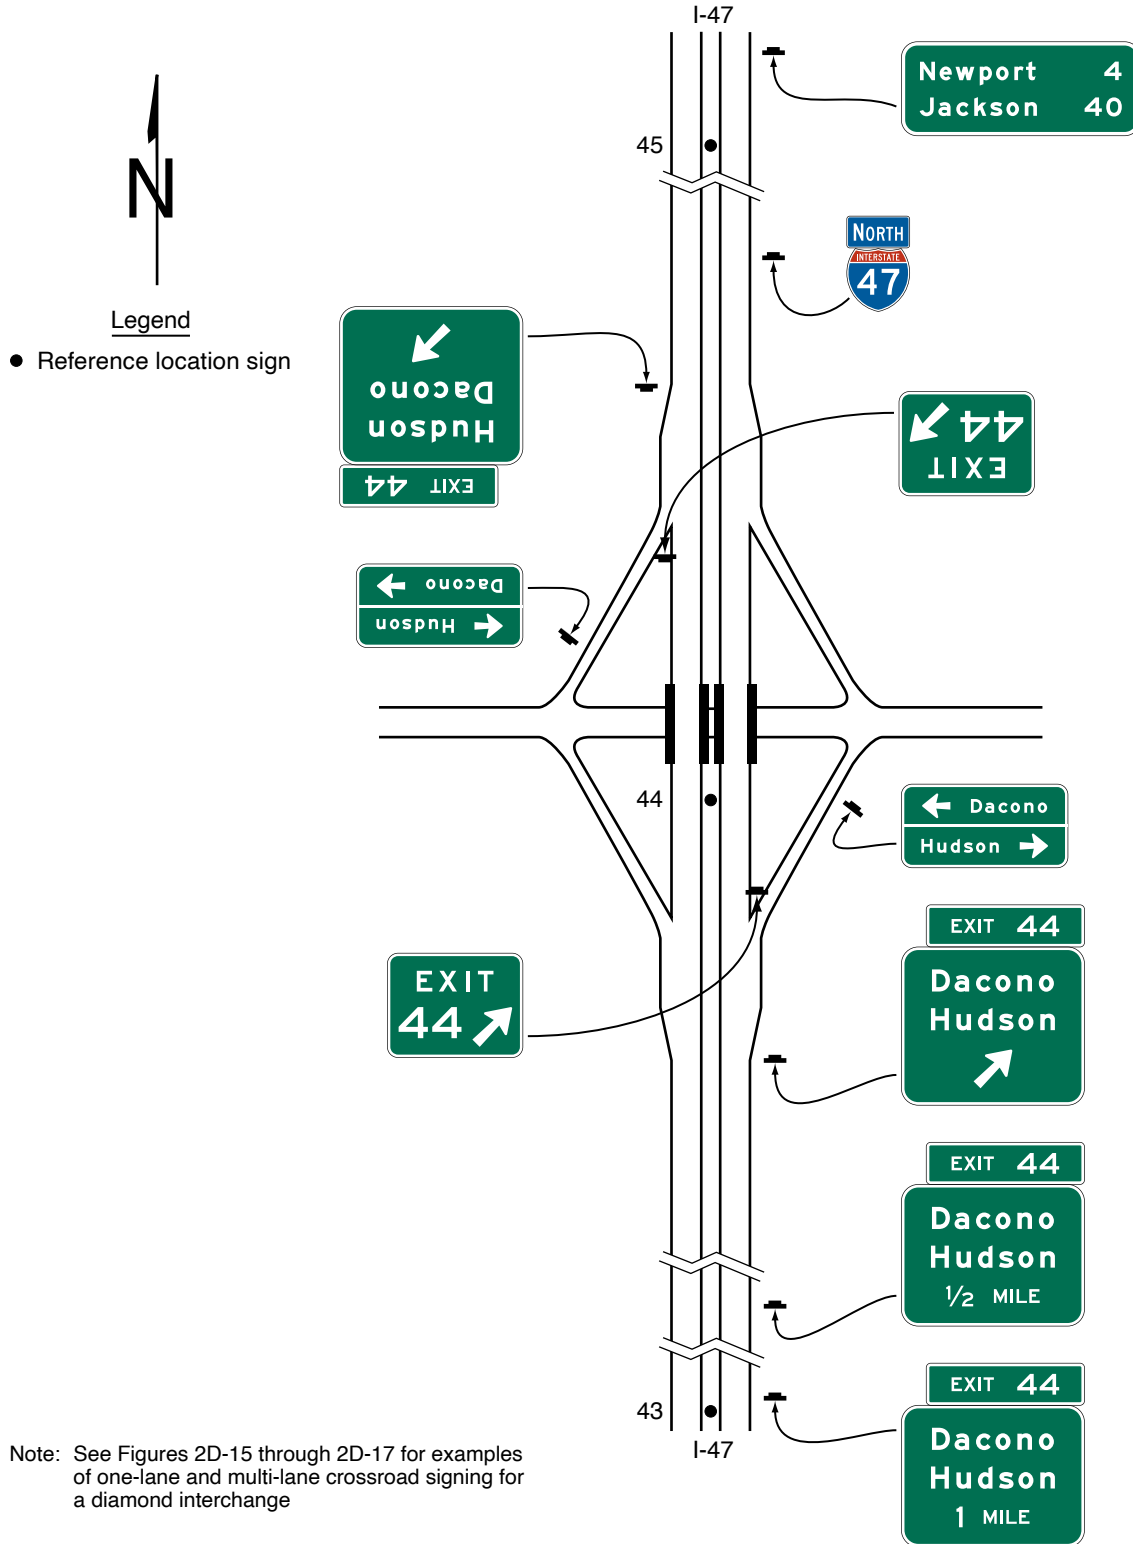 I-47
Newport 4
Jackson 40
45
N
NORTH
INTERSTATE
47
Legend
Reference location sign
EXIT 44
Hudson
Dacono
EXIT
44
Hudson
Dacono
44
Dacono
Hudson
EXIT 44
Dacono
Hudson
EXIT
44
EXIT 44
Dacono
Hudson
1/2 MILE
EXIT 44
Dacono
Hudson
1 MILE
43
I-47
Note: See Figures 2D-15 through 2D-17 for examples
of one-lane and multi-lane crossroad signing for
a diamond interchange